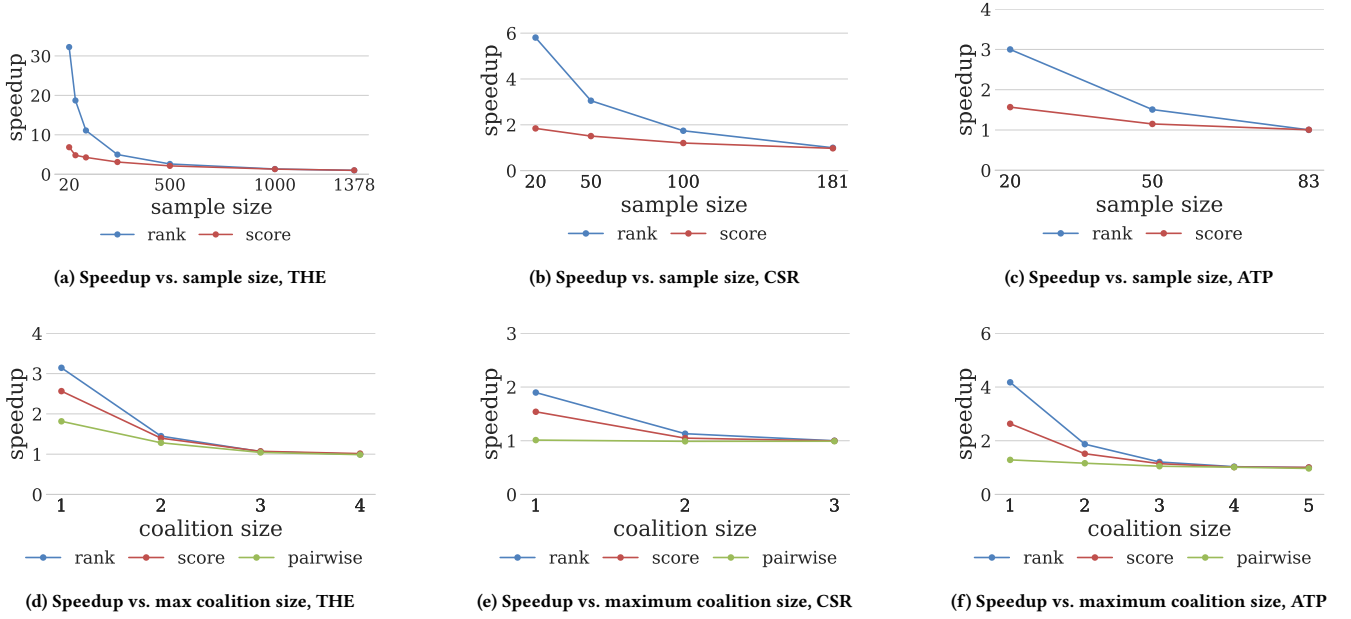 speedup
30
20
10
0
20 500 1000 1378
sample size
rank score
(a) Speedup vs. sample size, THE
speedup
6
4
2
0
20 50 100 181
sample size
rank score
(b) Speedup vs. sample size, CSR
speedup
4
3
2
1
0
20 50 83
sample size
rank score
(c) Speedup vs. sample size, ATP
speedup
4
3
2
1
0
1 2 3 4
coalition size
rank score pairwise
(d) Speedup vs. max coalition size, THE
speedup
3
2
1
0
1 2 3
coalition size
rank score pairwise
(e) Speedup vs. maximum coalition size, CSR
speedup
6
4
2
0
1 2 3 4 5
coalition size
rank score pairwise
(f) Speedup vs. maximum coalition size, ATP